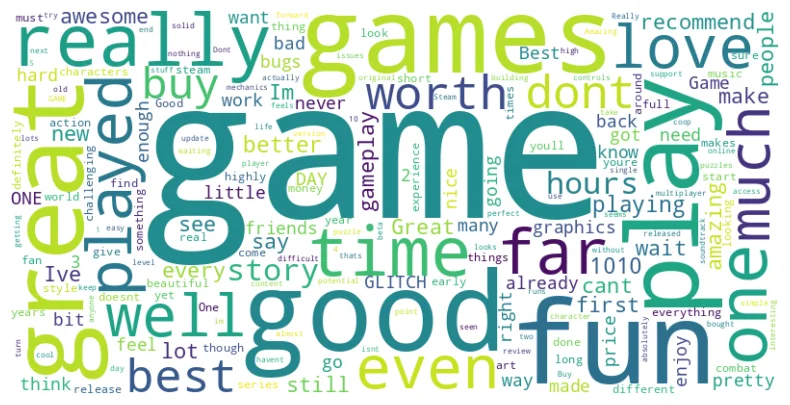 must try awesome
really
want
forward
thing
end
solid
next
stuff
steam
bad
bugs
look
high
issues
games
love
Best
recommend
Really
nothing
Dont
sure
people
hard
characters
buy
Im
actually
original
short
building
controls
support
music
old
GAME
mechanics
feels
never
worth
dont
Steam
Game
make
lots
Good
work
times
around
full
take
action
new
enough
update
life
version
10
gameplay
youll
back
got
need
coop
waiting
better
player
know
makes
online
definitely
challenging
played
game
great
find
highly
DAY
2
experience
nice
going
youre
single
puzzles
play
much
ONE
world
something
little
money
perfect
hours
use
playing
start
access
looking
amazing
easy
see
real
friends
year
Great
many
graphics
seems
multiplayer
fan
3
give
level
say
puzzle
4
beta
time
far
released
soundtrack
one
getting
Ive
every
story
come
difficult
thats
looks
things
wait
without
style
keep
beautiful
One
content
potential
GLITCH
early
already
1010
cant
everything
years
anyone
bit
doesnt
yet
im
well
good
right
first
simple
interesting
turn
cool
feel
lot
though
almost
point
seen
runs
character
price
absolutely
bought
day
havent
isnt
review
two
done
enjoy
fun
think
release
best
series
still
go
even
art
way
made
long
Buy
different
combat
pretty